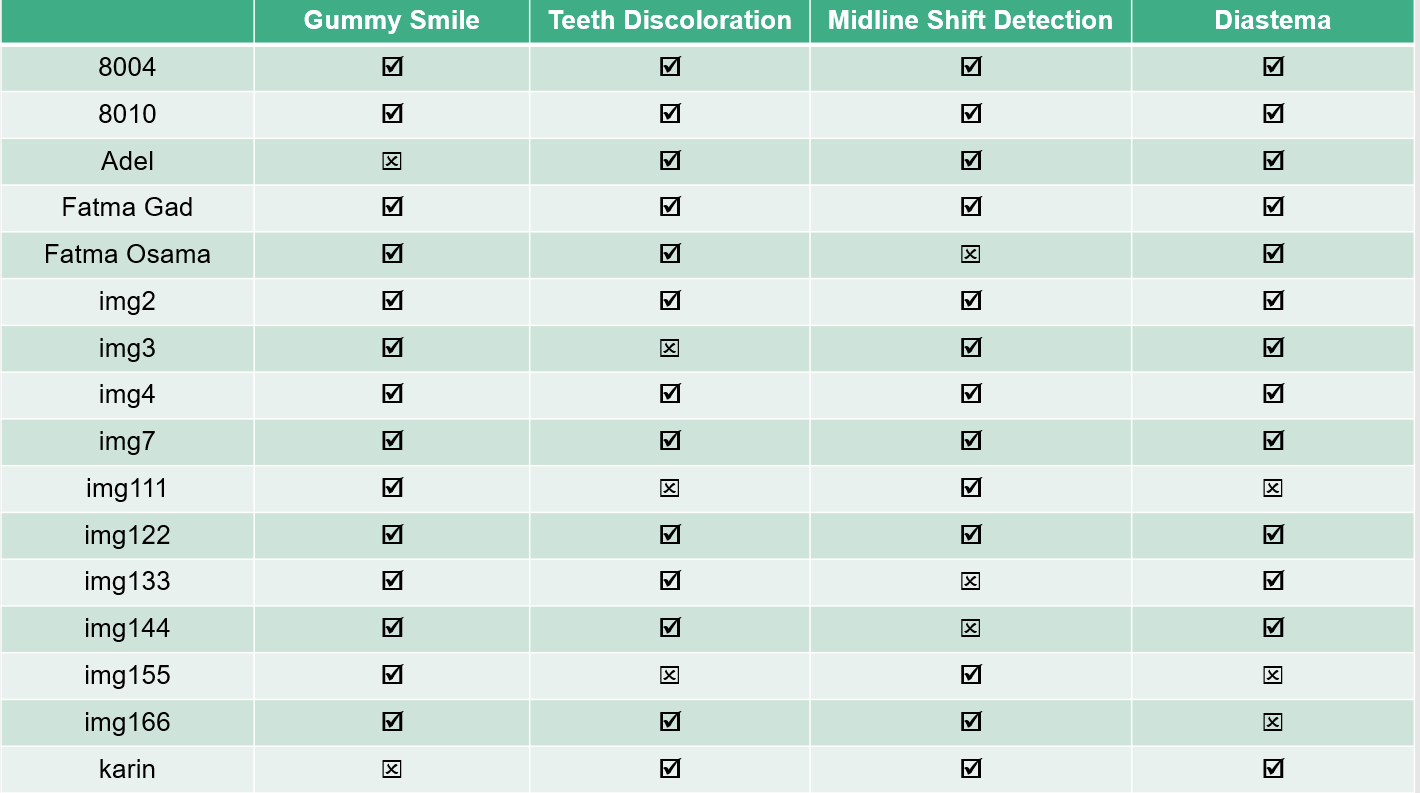 Gummy Smile Teeth Discoloration Midline Shift Detection Diastema
8004 ☑ ☑ ☑ ☑
8010 ☑ ☑ ☑ ☑
Adel ☒ ☑ ☑ ☑
Fatma Gad ☑ ☑ ☑ ☑
Fatma Osama ☑ ☑ ☒ ☑
img2 ☑ ☑ ☑ ☑
img3 ☑ ☒ ☑ ☑
img4 ☑ ☑ ☑ ☑
img7 ☑ ☑ ☑ ☑
img111 ☑ ☒ ☑ ☒
img122 ☑ ☑ ☑ ☑
img133 ☑ ☑ ☒ ☑
img144 ☑ ☑ ☒ ☑
img155 ☑ ☒ ☑ ☒
img166 ☑ ☑ ☑ ☒
karin ☒ ☑ ☑ ☑